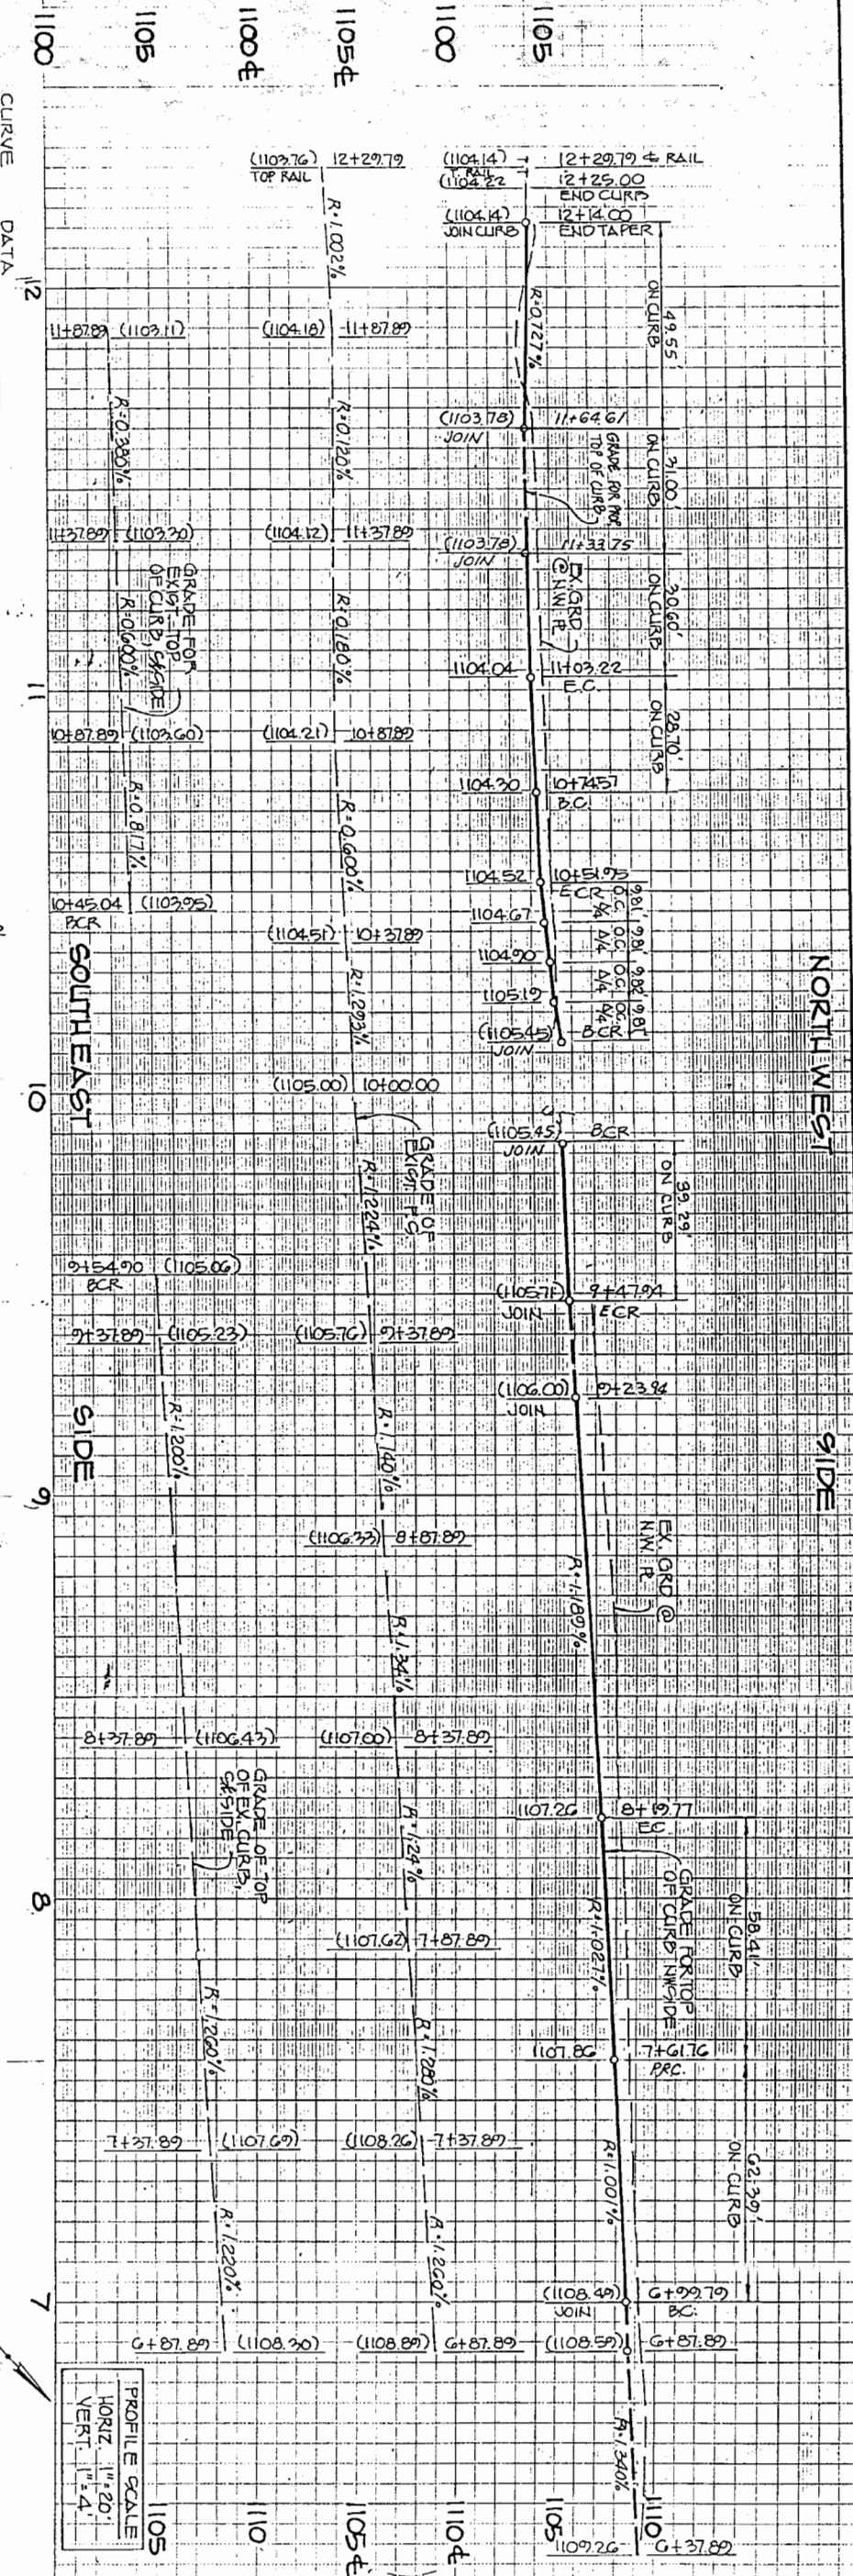 1100
1105
1100 ℄
1105 ℄
1100
1105
CURVE DATA
(1103.76) 12+29.79
TOP RAIL
(1104.14) 12+29.79 ℄ RAIL
T. RAIL
(1104.22 12+25.00
END CURB
(1104.14) 12+14.00
JOIN CURB END TAPER
R=1.002%
R=0.727%
49.55'
ON CURB
12
11+87.89 (1103.11)
(1104.18) 11+87.89
R=0.380%
R=0.120%
(1103.78) 11+64.61
JOIN
GRADE FOR PROP.
TOP OF CURB
31.00'
ON CURB
11+37.89 (1103.30)
(1104.12) 11+37.89
(1103.78) 11+33.75
JOIN
GRADE FOR
EXIST. TOP
OF CURB, S'E SIDE
R=0.600%
R=0.180%
EX. GRD
@ N.W. ℄
30.60'
ON CURB
1104.04 11+03.22
E.C.
11
10+87.89 (1103.60)
(1104.21) 10+87.89
28.70'
ON CURB
1104.30 10+74.57
B.C.
R=0.817%
R=0.600%
1104.52 10+51.95
ECR
10+45.04 (1103.95)
BCR
(1104.51) 10+37.89
1104.67 Δ/4 O.C. 9.81'
1104.90 Δ/4 O.C. 9.81'
1105.19 Δ/4 O.C. 9.82'
Δ/4 O.C. 9.81'
(1105.45) BCR
JOIN
R=1.293%
SOUTHEAST SIDE
NORTHWEST SIDE
10
(1105.00) 10+00.00
GRADE OF
EXIST. P.G.
R=1.224%
(1105.45) BCR
JOIN
39.29'
ON CURB
9+54.90 (1105.06)
BCR
(1105.71) 9+47.94
JOIN ECR
9+37.89 (1105.23)
(1105.76) 9+37.89
(1106.00) 9+23.94
JOIN
R=1.200%
R=1.140%
9
(1106.33) 8+87.89
EX. GRD @
N.W. ℄
R=1.189%
R=1.34%
8+37.89 (1106.43)
(1107.00) 8+37.89
1107.26 8+19.77
E.C.
GRADE OF TOP
OF EX. CURB,
S'E SIDE
R=1.24%
GRADE FOR TOP
OF CURB NW SIDE
58.41'
ON CURB
8
(1107.62) 7+87.89
R=1.027%
R=1.260%
R=1.280%
1107.86 7+61.76
P.R.C.
7+37.89 (1107.69)
(1108.26) 7+37.89
R=1.001%
62.39'
ON CURB
R=1.220%
R=1.260%
7
(1108.49) 6+99.79
JOIN B.C.
6+87.89 (1108.30)
(1108.89) 6+87.89
(1108.59) 6+87.89
R=1.340%
PROFILE SCALE
HORIZ. 1"=20'
VERT. 1"=4'
1105
1110
1105 ℄
1110 ℄
1105
1110
1109.26 6+37.89